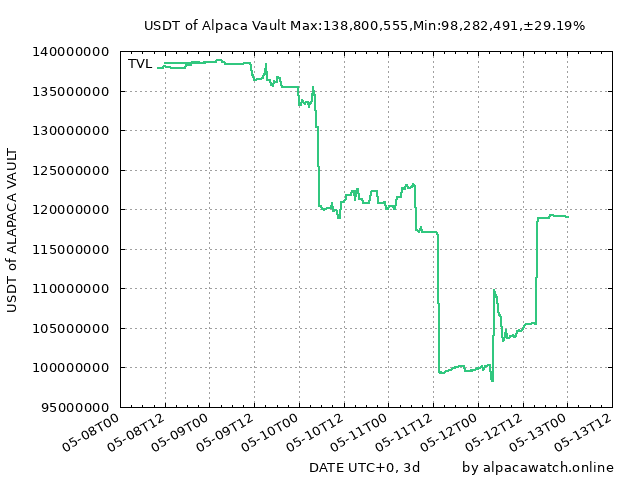 USDT of Alpaca Vault Max:138,800,555,Min:98,282,491,±29.19%
TVL
140000000
135000000
130000000
125000000
120000000
115000000
110000000
105000000
100000000
95000000
USDT of ALAPACA VAULT
05-08T00
05-08T12
05-09T00
05-09T12
05-10T00
05-10T12
05-11T00
05-11T12
05-12T00
05-12T12
05-13T00
05-13T12
DATE UTC+0, 3d
by alpacawatch.online